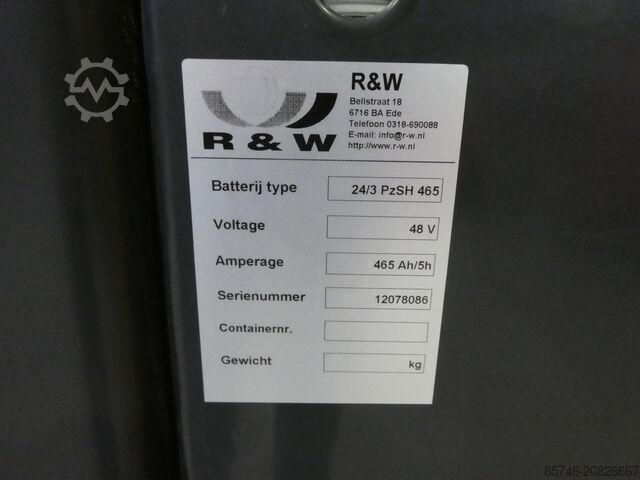 R&W
Bellstraat 18
6716 BA Ede
Telefoon 0318-690088
E-mail: info@r-w.nl
http://www.r-w.nl
R & W
Batterij type 24/3 PzSH 465
Voltage 48 V
Amperage 465 Ah/5h
Serienummer 12078086
Containernr.
Gewicht kg
85746-20826667